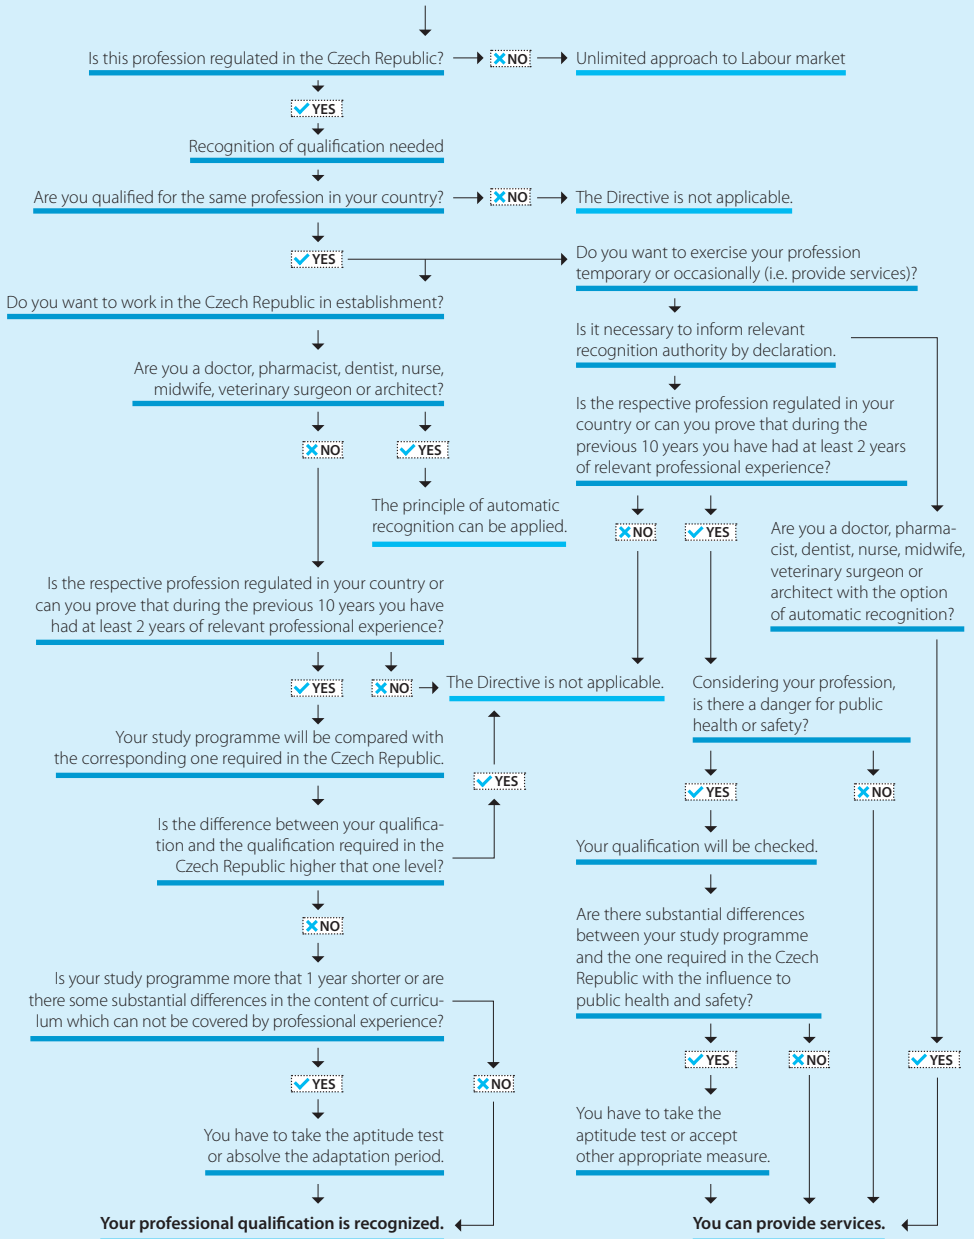 Is this profession regulated in the Czech Republic?
NO
Unlimited approach to Labour market
YES
Recognition of qualification needed
Are you qualified for the same profession in your country?
NO
The Directive is not applicable.
YES
Do you want to exercise your profession
temporary or occasionally (i.e. provide services)?
Do you want to work in the Czech Republic in establishment?
Is it necessary to inform relevant
recognition authority by declaration.
Are you a doctor, pharmacist, dentist, nurse,
midwife, veterinary surgeon or architect?
Is the respective profession regulated in your
country or can you prove that during the
previous 10 years you have had at least 2 years
of relevant professional experience?
NO
YES
The principle of automatic
recognition can be applied.
NO
YES
Are you a doctor, pharma-
cist, dentist, nurse, midwife,
veterinary surgeon or
architect with the option
of automatic recognition?
Is the respective profession regulated in your country or
can you prove that during the previous 10 years you have
had at least 2 years of relevant professional experience?
YES
NO
The Directive is not applicable.
Considering your profession,
is there a danger for public
health or safety?
Your study programme will be compared with
the corresponding one required in the Czech Republic.
YES
YES
NO
Is the difference between your qualifica-
tion and the qualification required in the
Czech Republic higher that one level?
Your qualification will be checked.
NO
Are there substantial differences
between your study programme
and the one required in the Czech
Republic with the influence to
public health and safety?
Is your study programme more that 1 year shorter or are
there some substantial differences in the content of curricu-
lum which can not be covered by professional experience?
YES
NO
YES
NO
YES
You have to take the aptitude test
or absolve the adaptation period.
You have to take the
aptitude test or accept
other appropriate measure.
Your professional qualification is recognized.
You can provide services.